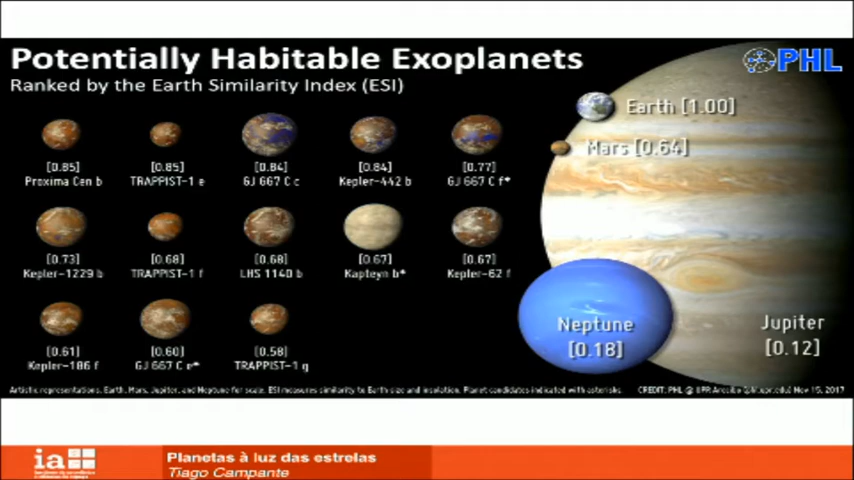 Potentially Habitable Exoplanets
Ranked by the Earth Similarity Index (ESI)
PHL
Earth [1.00]
Mars [0.64]
[0.85]
Proxima Cen b
[0.85]
TRAPPIST-1 e
[0.84]
GJ 667 C c
[0.84]
Kepler-442 b
[0.77]
GJ 667 C f*
[0.73]
Kepler-1229 b
[0.68]
TRAPPIST-1 f
[0.68]
LHS 1140 b
[0.67]
Kapteyn b*
[0.67]
Kepler-62 f
[0.61]
Kepler-186 f
[0.60]
GJ 667 C e*
[0.58]
TRAPPIST-1 g
Neptune
[0.18]
Jupiter
[0.12]
Artistic representations. Earth, Mars, Jupiter, and Neptune for scale. ESI measures similarity to Earth size and insolation. Planet candidates indicated with asterisks.
CREDIT: PHL @ UPR Arecibo (phl.upr.edu) Nov 15, 2017
ia
Planetas à luz das estrelas
Tiago Campante